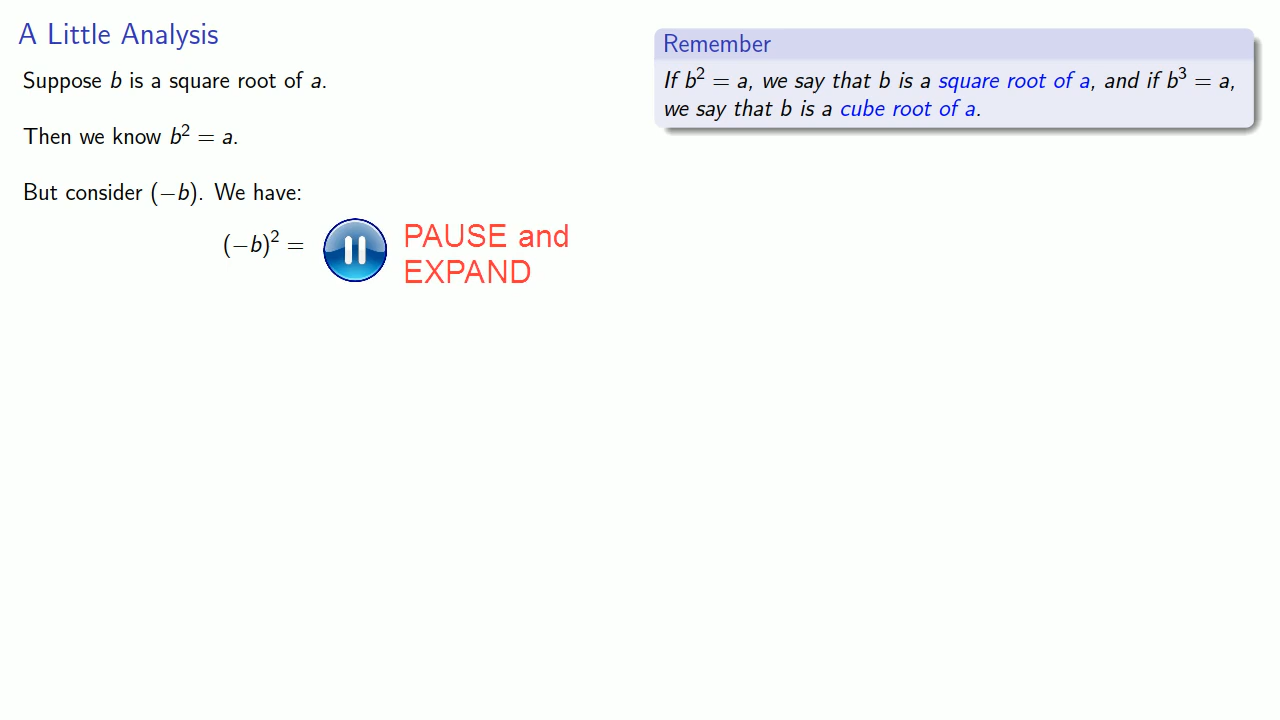 A Little Analysis
Suppose b is a square root of a.
Then we know b² = a.
But consider (−b). We have:
(−b)² =
PAUSE and
EXPAND
Remember
If b² = a, we say that b is a square root of a, and if b³ = a,
we say that b is a cube root of a.